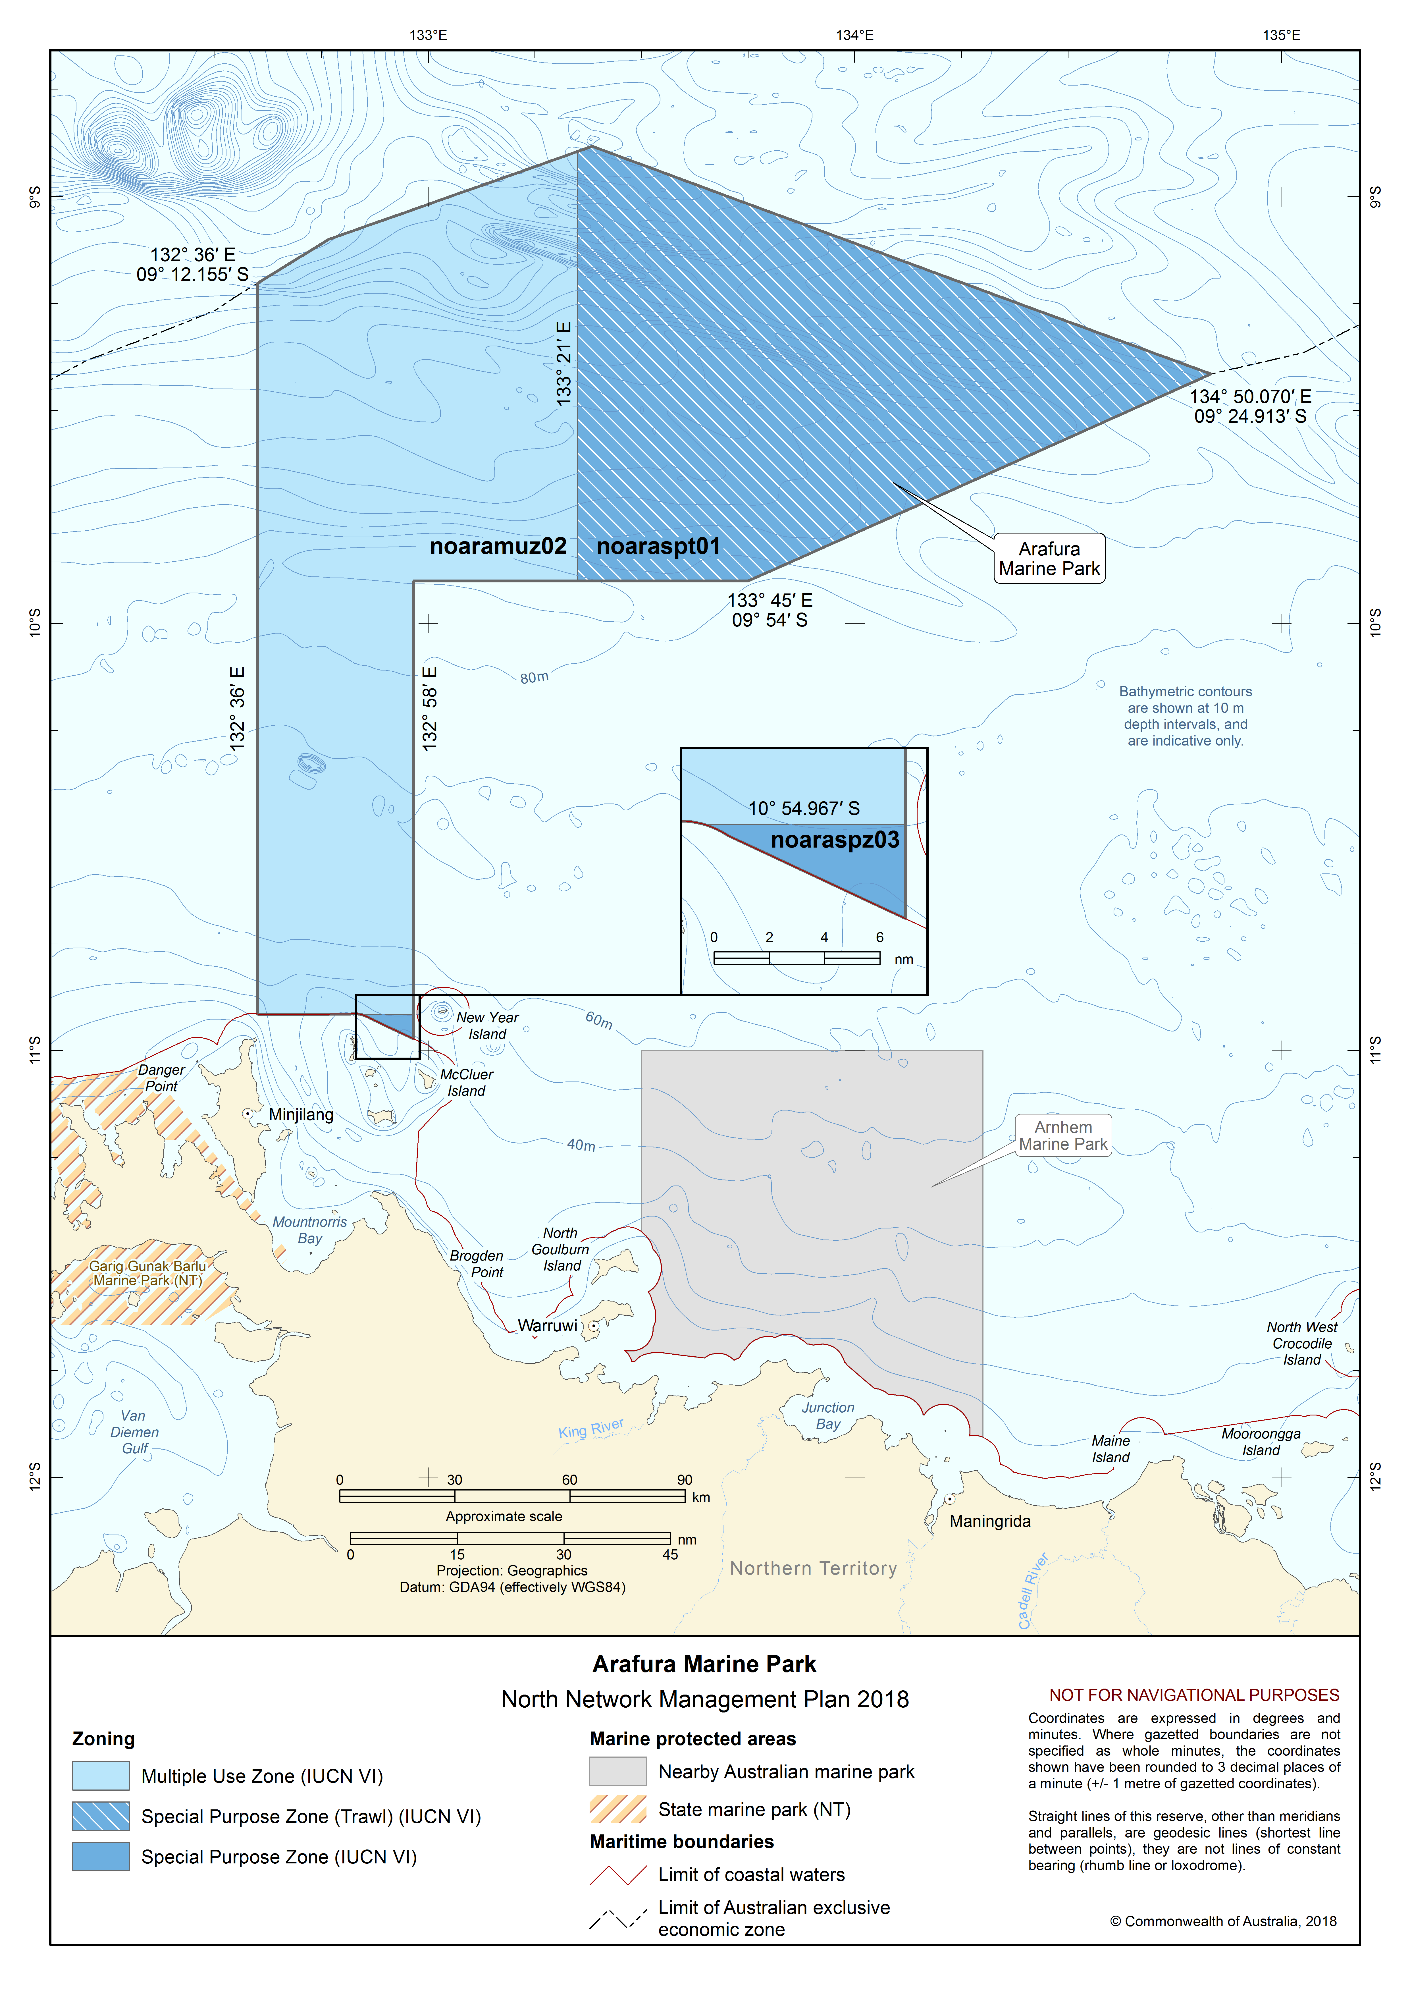 133°E
134°E
135°E
9°S
9°S
132° 36′ E
09° 12.155′ S
133° 21′ E
134° 50.070′ E
09° 24.913′ S
noaramuz02
noaraspt01
Arafura
Marine Park
133° 45′ E
09° 54′ S
10°S
10°S
132° 36′ E
132° 58′ E
80m
Bathymetric contours
are shown at 10 m
depth intervals, and
are indicative only.
10° 54.967′ S
noaraspz03
0 2 4 6
nm
New Year
Island
60m
11°S
11°S
Danger
Point
McCluer
Island
Minjilang
40m
Arnhem
Marine Park
Mountnorris
Bay
North
Goulburn
Island
Brogden
Point
Garig Gunak Barlu
Marine Park (NT)
Warruwi
North West
Crocodile
Island
Van
Diemen
Gulf
King River
Junction
Bay
Maine
Island
Mooroongga
Island
12°S
12°S
0 30 60 90
km
Approximate scale
nm
0 15 30 45
Projection: Geographics
Datum: GDA94 (effectively WGS84)
Maningrida
Northern Territory
Cadell River
Arafura Marine Park
North Network Management Plan 2018
Zoning
Multiple Use Zone (IUCN VI)
Special Purpose Zone (Trawl) (IUCN VI)
Special Purpose Zone (IUCN VI)
Marine protected areas
Nearby Australian marine park
State marine park (NT)
Maritime boundaries
Limit of coastal waters
Limit of Australian exclusive
economic zone
NOT FOR NAVIGATIONAL PURPOSES
Coordinates are expressed in degrees and
minutes. Where gazetted boundaries are not
specified as whole minutes, the coordinates
shown have been rounded to 3 decimal places of
a minute (+/- 1 metre of gazetted coordinates).
Straight lines of this reserve, other than meridians
and parallels, are geodesic lines (shortest line
between points), they are not lines of constant
bearing (rhumb line or loxodrome).
© Commonwealth of Australia, 2018